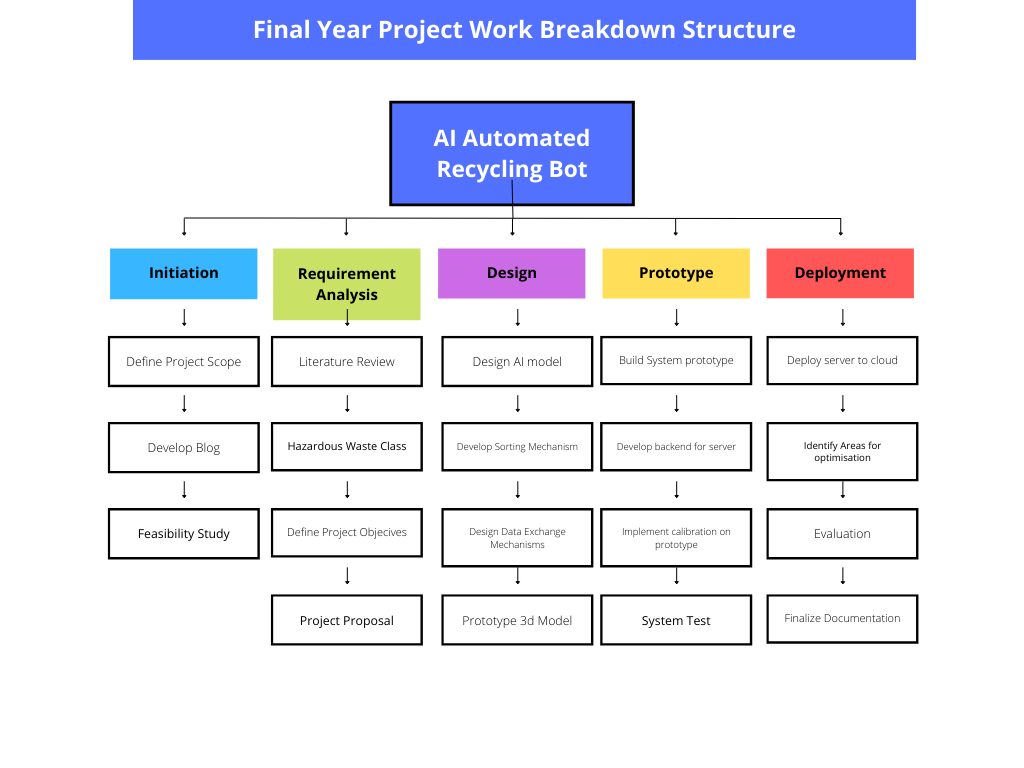 Final Year Project Work Breakdown Structure
AI Automated
Recycling Bot
Initiation
Requirement
Analysis
Design
Prototype
Deployment
Define Project Scope
Literature Review
Design AI model
Build System prototype
Deploy server to cloud
Develop Blog
Hazardous Waste Class
Develop Sorting Mechanism
Develop backend for server
Identify Areas for
optimisation
Feasibility Study
Define Project Objecives
Design Data Exchange
Mechanisms
Implement calibration on
prototype
Evaluation
Project Proposal
Prototype 3d Model
System Test
Finalize Documentation